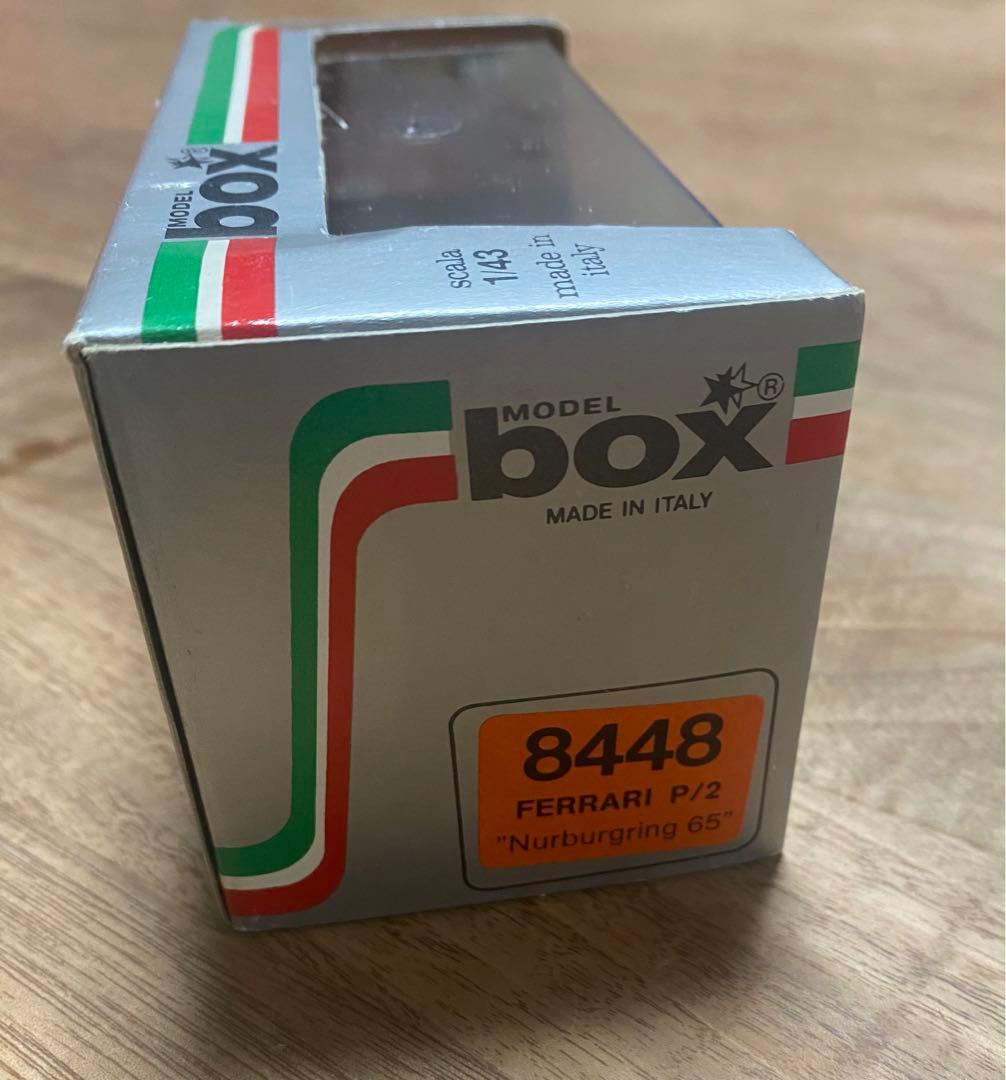 MODEL
box
scala
1/43
made in
italy
MODEL
box ®
MADE IN ITALY
8448
FERRARI P/2
"Nurburgring 65"